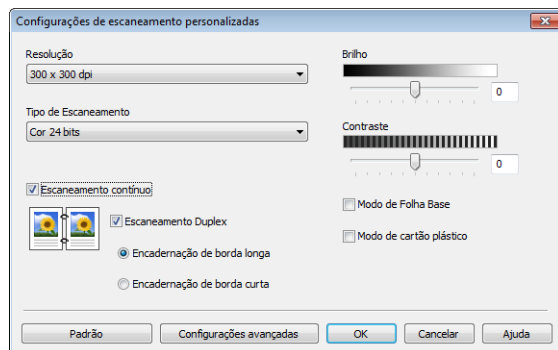 Configurações de escaneamento personalizadas
Resolução
300 x 300 dpi
Tipo de Escaneamento
Cor 24 bits
Escaneamento contínuo
Escaneamento Duplex
Encadernação de borda longa
Encadernação de borda curta
Brilho
0
Contraste
0
Modo de Folha Base
Modo de cartão plástico
Padrão
Configurações avançadas
OK
Cancelar
Ajuda